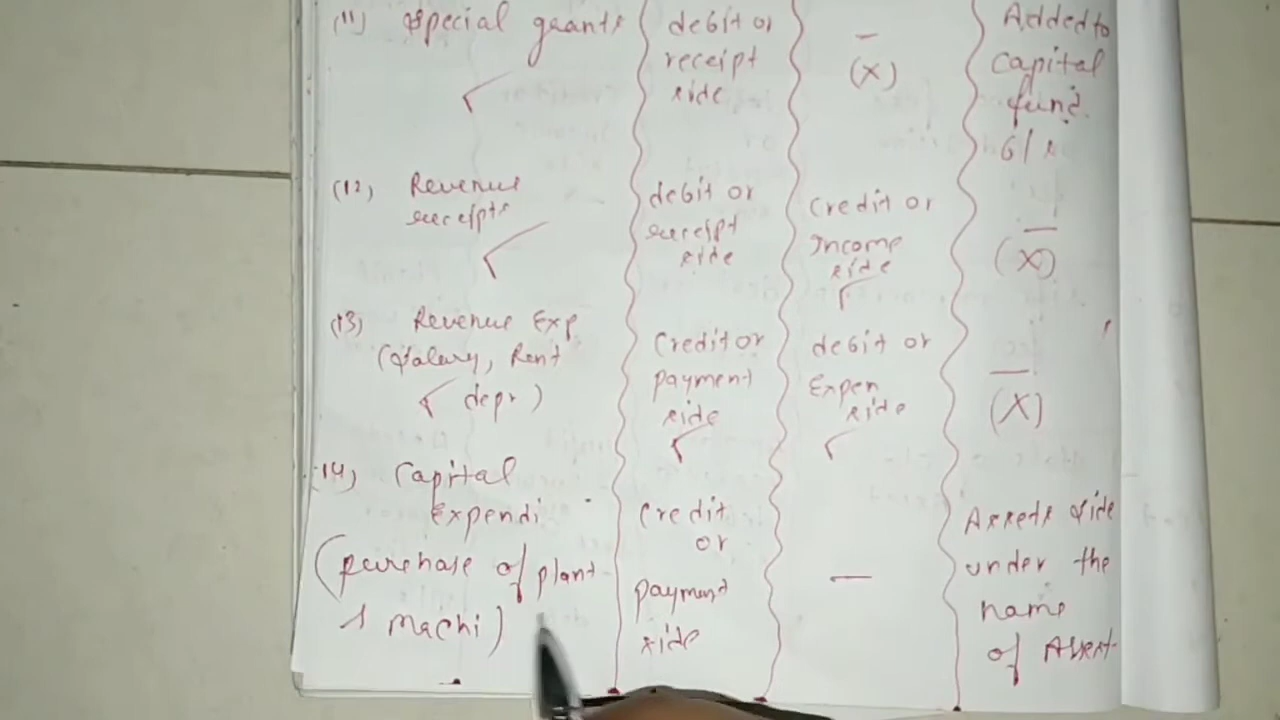 (11) Special grants
debit or
receipt
side
—
(X)
Added to
capital
fund
(12) Revenue
receipts
debit or
receipt
side
Credit or
Income
side
—
(X)
(13) Revenue Exp
(Salary, Rent
depr)
Credit or
payment
side
debit or
Expen
side
—
(X)
(14) Capital
Expendi
(purchase of plant
& machi)
Credit
or
payment
side
—
Assets side
under the
name
of Asset